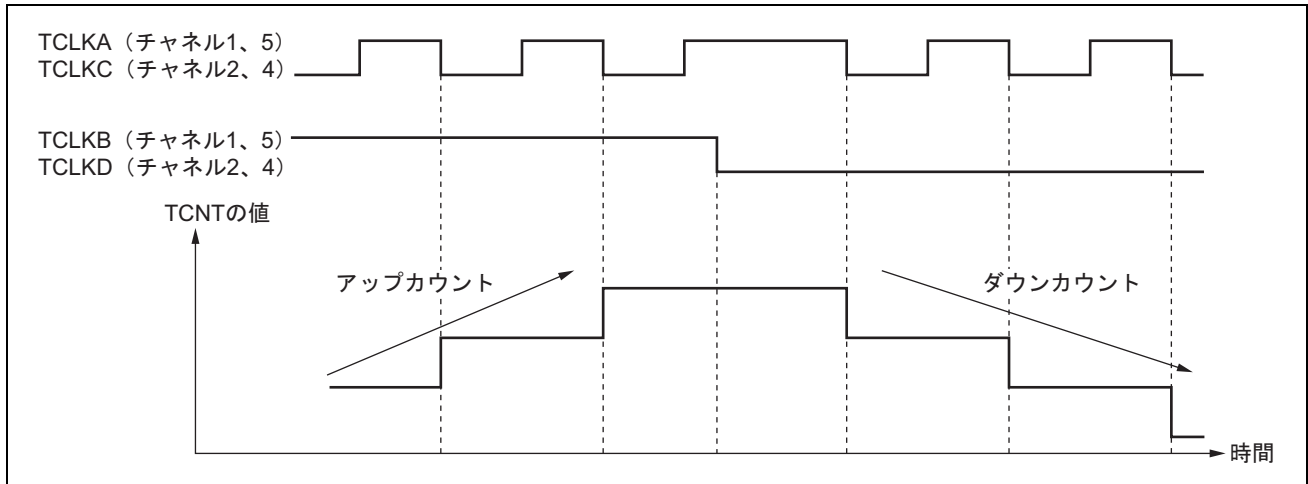 TCLKA（チャネル1、5）
TCLKC（チャネル2、4）
TCLKB（チャネル1、5）
TCLKD（チャネル2、4）
TCNTの値
アップカウント
ダウンカウント
時間